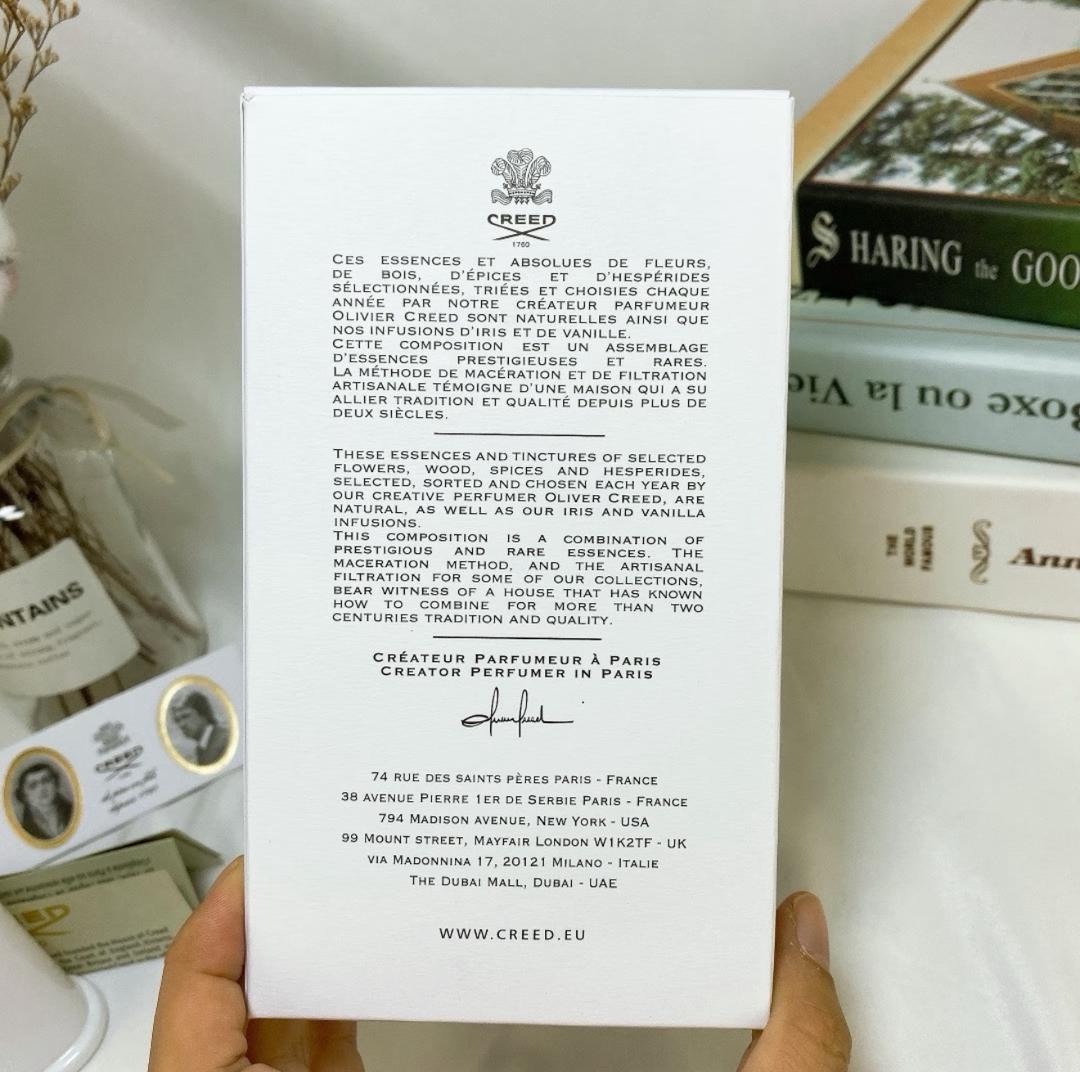 CREED
1760
CES ESSENCES ET ABSOLUES DE FLEURS,
DE BOIS, D'ÉPICES ET D'HESPÉRIDES
SÉLECTIONNÉES, TRIÉES ET CHOISIES CHAQUE
ANNÉE PAR NOTRE CRÉATEUR PARFUMEUR
OLIVIER CREED SONT NATURELLES AINSI QUE
NOS INFUSIONS D'IRIS ET DE VANILLE.
CETTE COMPOSITION EST UN ASSEMBLAGE
D'ESSENCES PRESTIGIEUSES ET RARES.
LA MÉTHODE DE MACÉRATION ET DE FILTRATION
ARTISANALE TÉMOIGNE D'UNE MAISON QUI A SU
ALLIER TRADITION ET QUALITÉ DEPUIS PLUS DE
DEUX SIÈCLES.
THESE ESSENCES AND TINCTURES OF SELECTED
FLOWERS, WOOD, SPICES AND HESPERIDES,
SELECTED, SORTED AND CHOSEN EACH YEAR BY
OUR CREATIVE PERFUMER OLIVER CREED, ARE
NATURAL, AS WELL AS OUR IRIS AND VANILLA
INFUSIONS.
THIS COMPOSITION IS A COMBINATION OF
PRESTIGIOUS AND RARE ESSENCES. THE
MACERATION METHOD, AND THE ARTISANAL
FILTRATION FOR SOME OF OUR COLLECTIONS,
BEAR WITNESS OF A HOUSE THAT HAS KNOWN
HOW TO COMBINE FOR MORE THAN TWO
CENTURIES TRADITION AND QUALITY.
CRÉATEUR PARFUMEUR À PARIS
CREATOR PERFUMER IN PARIS
74 RUE DES SAINTS PÈRES PARIS - FRANCE
38 AVENUE PIERRE 1ER DE SERBIE PARIS - FRANCE
794 MADISON AVENUE, NEW YORK - USA
99 MOUNT STREET, MAYFAIR LONDON W1K2TF - UK
VIA MADONNINA 17, 20121 MILANO - ITALIE
THE DUBAI MALL, DUBAI - UAE
WWW.CREED.EU
SHARING the GOO
Boxe ou la Vie
THE
WORLD
FAMOUS
Ann
NTAINS
CREED